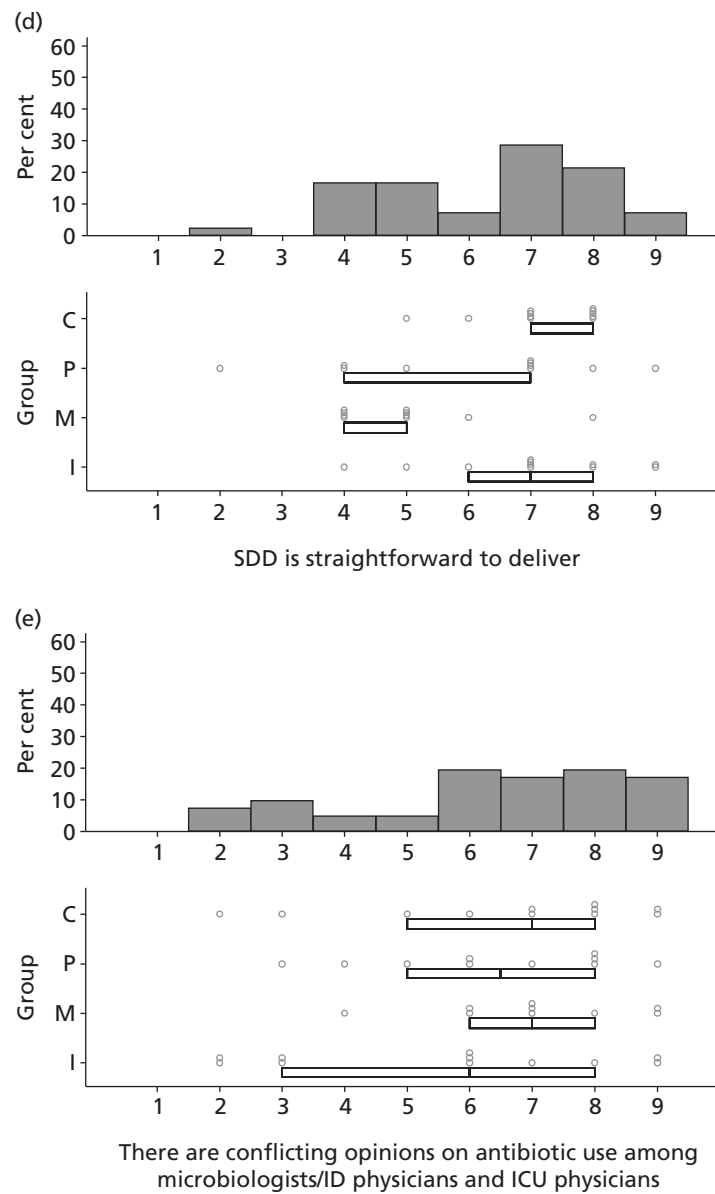 (d)
Per cent
60
50
40
30
20
10
0
1 2 3 4 5 6 7 8 9
Group
C
P
M
I
1 2 3 4 5 6 7 8 9
SDD is straightforward to deliver
(e)
Per cent
60
50
40
30
20
10
0
1 2 3 4 5 6 7 8 9
Group
C
P
M
I
1 2 3 4 5 6 7 8 9
There are conflicting opinions on antibiotic use among
microbiologists/ID physicians and ICU physicians